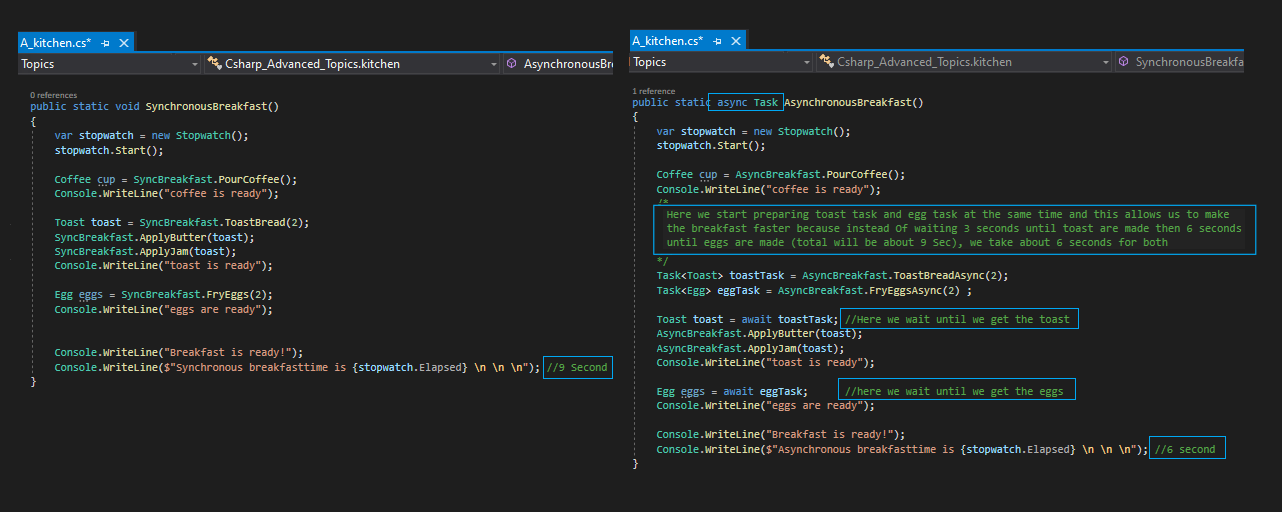 A_kitchen.cs*
Topics
Csharp_Advanced_Topics.kitchen
AsynchronousBr
0 references
public static void SynchronousBreakfast()
{
var stopwatch = new Stopwatch();
stopwatch.Start();
Coffee cup = SyncBreakfast.PourCoffee();
Console.WriteLine("coffee is ready");
Toast toast = SyncBreakfast.ToastBread(2);
SyncBreakfast.ApplyButter(toast);
SyncBreakfast.ApplyJam(toast);
Console.WriteLine("toast is ready");
Egg eggs = SyncBreakfast.FryEggs(2);
Console.WriteLine("eggs are ready");
Console.WriteLine("Breakfast is ready!");
Console.WriteLine($"Synchronous breakfasttime is {stopwatch.Elapsed} \n \n \n"); //9 Second
}
A_kitchen.cs*
Topics
Csharp_Advanced_Topics.kitchen
SynchronousBreakfa
1 reference
public static async Task AsynchronousBreakfast()
{
var stopwatch = new Stopwatch();
stopwatch.Start();
Coffee cup = AsyncBreakfast.PourCoffee();
Console.WriteLine("coffee is ready");
/*
Here we start preparing toast task and egg task at the same time and this allows us to make
the breakfast faster because instead Of waiting 3 seconds until toast are made then 6 seconds
until eggs are made (total will be about 9 Sec), we take about 6 seconds for both
*/
Task<Toast> toastTask = AsyncBreakfast.ToastBreadAsync(2);
Task<Egg> eggTask = AsyncBreakfast.FryEggsAsync(2) ;
Toast toast = await toastTask; //Here we wait until we get the toast
AsyncBreakfast.ApplyButter(toast);
AsyncBreakfast.ApplyJam(toast);
Console.WriteLine("toast is ready");
Egg eggs = await eggTask; //here we wait until we get the eggs
Console.WriteLine("eggs are ready");
Console.WriteLine("Breakfast is ready!");
Console.WriteLine($"Asynchronous breakfasttime is {stopwatch.Elapsed} \n \n \n"); //6 second
}